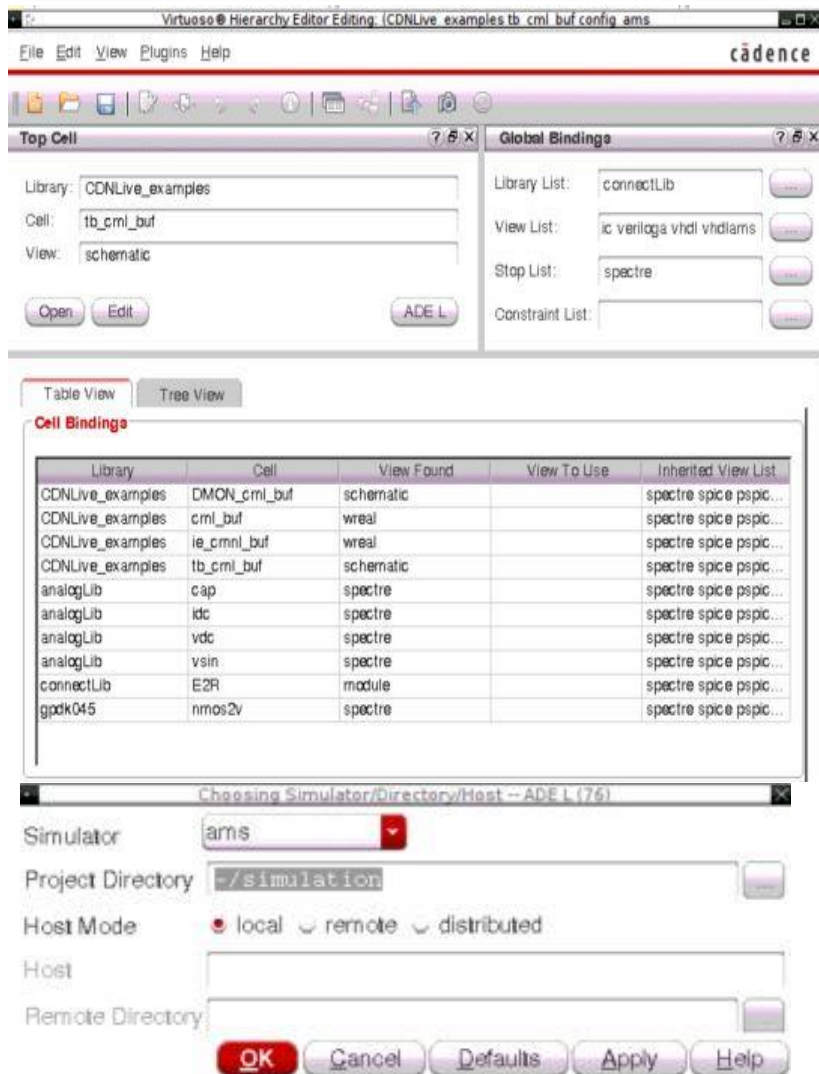 Virtuoso® Hierarchy Editor Editing: (CDNLive_examples tb_cml_buf config_ams
File Edit View Plugins Help
cādence
Top Cell
Library: CDNLive_examples
Cell: tb_cml_buf
View: schematic
Open Edit ADE L
Global Bindings
Library List: connectLib ...
View List: ic veriloga vhdl vhdlams ...
Stop List: spectre ...
Constraint List: ...
Table View Tree View
Cell Bindings
Library Cell View Found View To Use Inherited View List
CDNLive_examples DMON_cml_buf schematic spectre spice pspic...
CDNLive_examples cml_buf wreal spectre spice pspic...
CDNLive_examples ie_cmnl_buf wreal spectre spice pspic...
CDNLive_examples tb_cml_buf schematic spectre spice pspic...
analogLib cap spectre spectre spice pspic...
analogLib idc spectre spectre spice pspic...
analogLib vdc spectre spectre spice pspic...
analogLib vsin spectre spectre spice pspic...
connectLib E2R module spectre spice pspic...
gpdk045 nmos2v spectre spectre spice pspic...
Choosing Simulator/Directory/Host -- ADE L (76)
Simulator ams
Project Directory ~/simulation ...
Host Mode local remote distributed
Host
Remote Directory ...
OK Cancel Defaults Apply Help